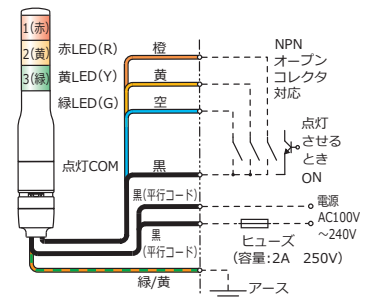 1(赤)
2(黄)
3(緑)
赤LED(R)
橙
黄LED(Y)
黄
緑LED(G)
空
点灯COM
黒
黒(平行コード)
黒
(平行コード)
緑/黄
NPN
オープン
コレクタ
対応
点灯
させる
とき
ON
電源
AC100V
～240V
ヒューズ
(容量:2A 250V)
アース